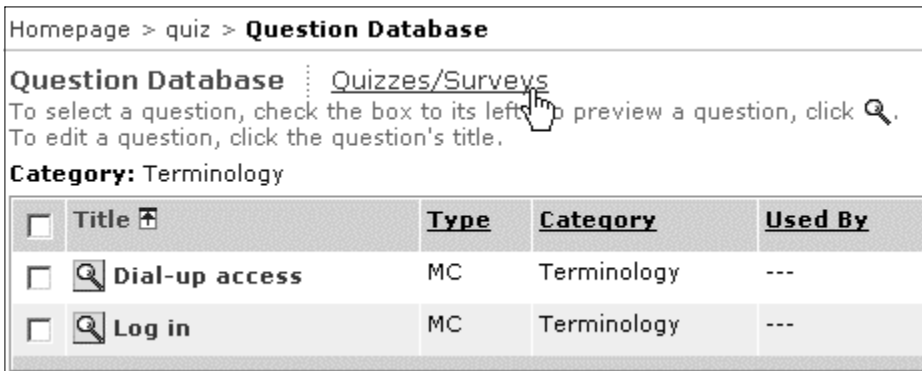 Homepage > quiz > Question Database
Question Database Quizzes/Surveys
To select a question, check the box to its left. To preview a question, click .
To edit a question, click the question's title.
Category: Terminology
Title Type Category Used By
Dial-up access MC Terminology ---
Log in MC Terminology ---